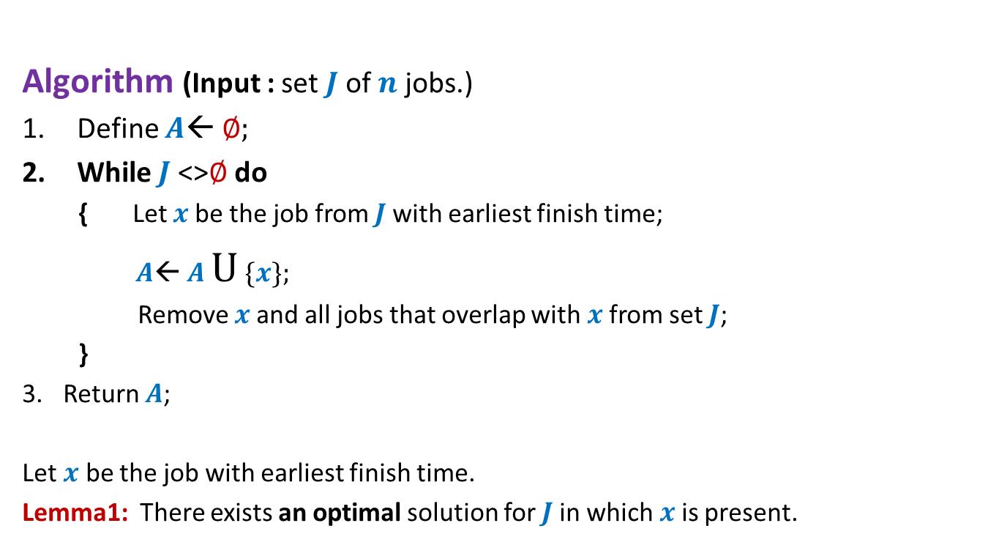 Algorithm (Input : set J of n jobs.)
1. Define A← ∅;
2. While J <>∅ do
{ Let x be the job from J with earliest finish time;
A← A ⋃ {x};
Remove x and all jobs that overlap with x from set J;
}
3. Return A;
Let x be the job with earliest finish time.
Lemma1: There exists an optimal solution for J in which x is present.